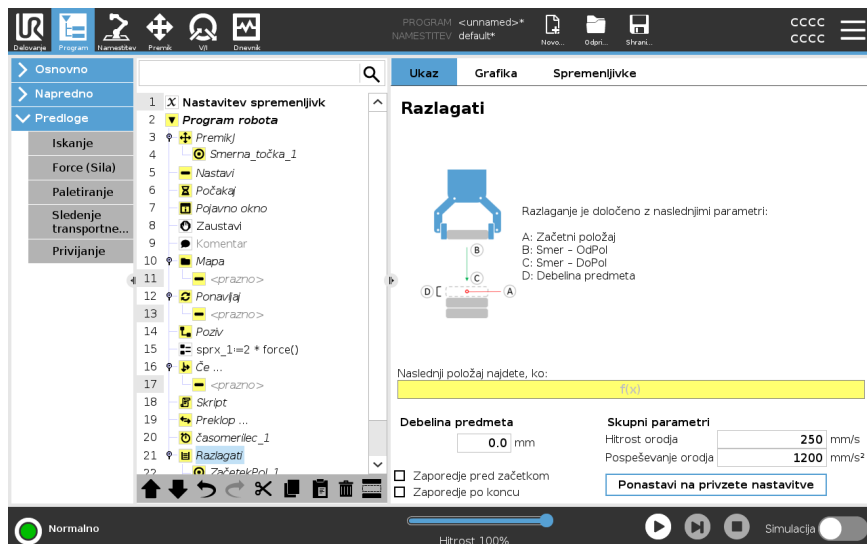 UR
PROGRAM <unnamed>*
NAMESTITEV default*
CCCC
CCCC
Delovanje Program Namestitev Premik V/I Dnevnik
Novo... Odpri... Shrani...
Osnovno
Napredno
Predloge
Iskanje
Force (Sila)
Paletiranje
Sledenje
transportne...
Privijanje
1 X Nastavitev spremenljivk
2 Program robota
3 PremikJ
4 Smerna_točka_1
5 Nastavi
6 Počakaj
7 Pojavno okno
8 Zaustavi
9 Komentar
10 Mapa
11 <prazno>
12 Ponavljaj
13 <prazno>
14 Poziv
15 sprx_1:=2 * force()
16 Če ...
17 <prazno>
18 Skript
19 Preklop ...
20 časomerilec_1
21 Razlagati
22 ZačetekPol_1
Ukaz Grafika Spremenljivke
Razlagati
B
C
D
A
Razlaganje je določeno z naslednjimi parametri:
A: Začetni položaj
B: Smer - OdPol
C: Smer - DoPol
D: Debelina predmeta
Naslednji položaj najdete, ko:
f(x)
Debelina predmeta
0.0 mm
Zaporedje pred začetkom
Zaporedje po koncu
Skupni parametri
Hitrost orodja 250 mm/s
Pospeševanje orodja 1200 mm/s²
Ponastavi na privzete nastavitve
Normalno
Hitrost 100%
Simulacija